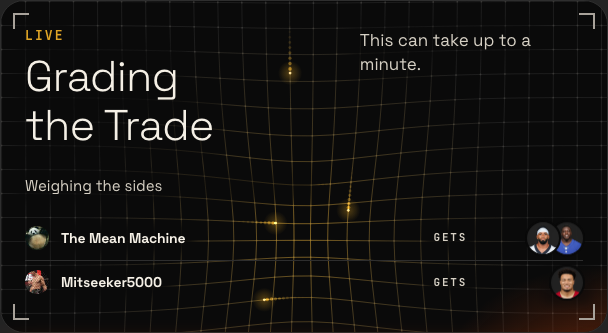 LIVE
Grading
the Trade
This can take up to a
minute.
Weighing the sides
The Mean Machine
GETS
Mitseeker5000
GETS